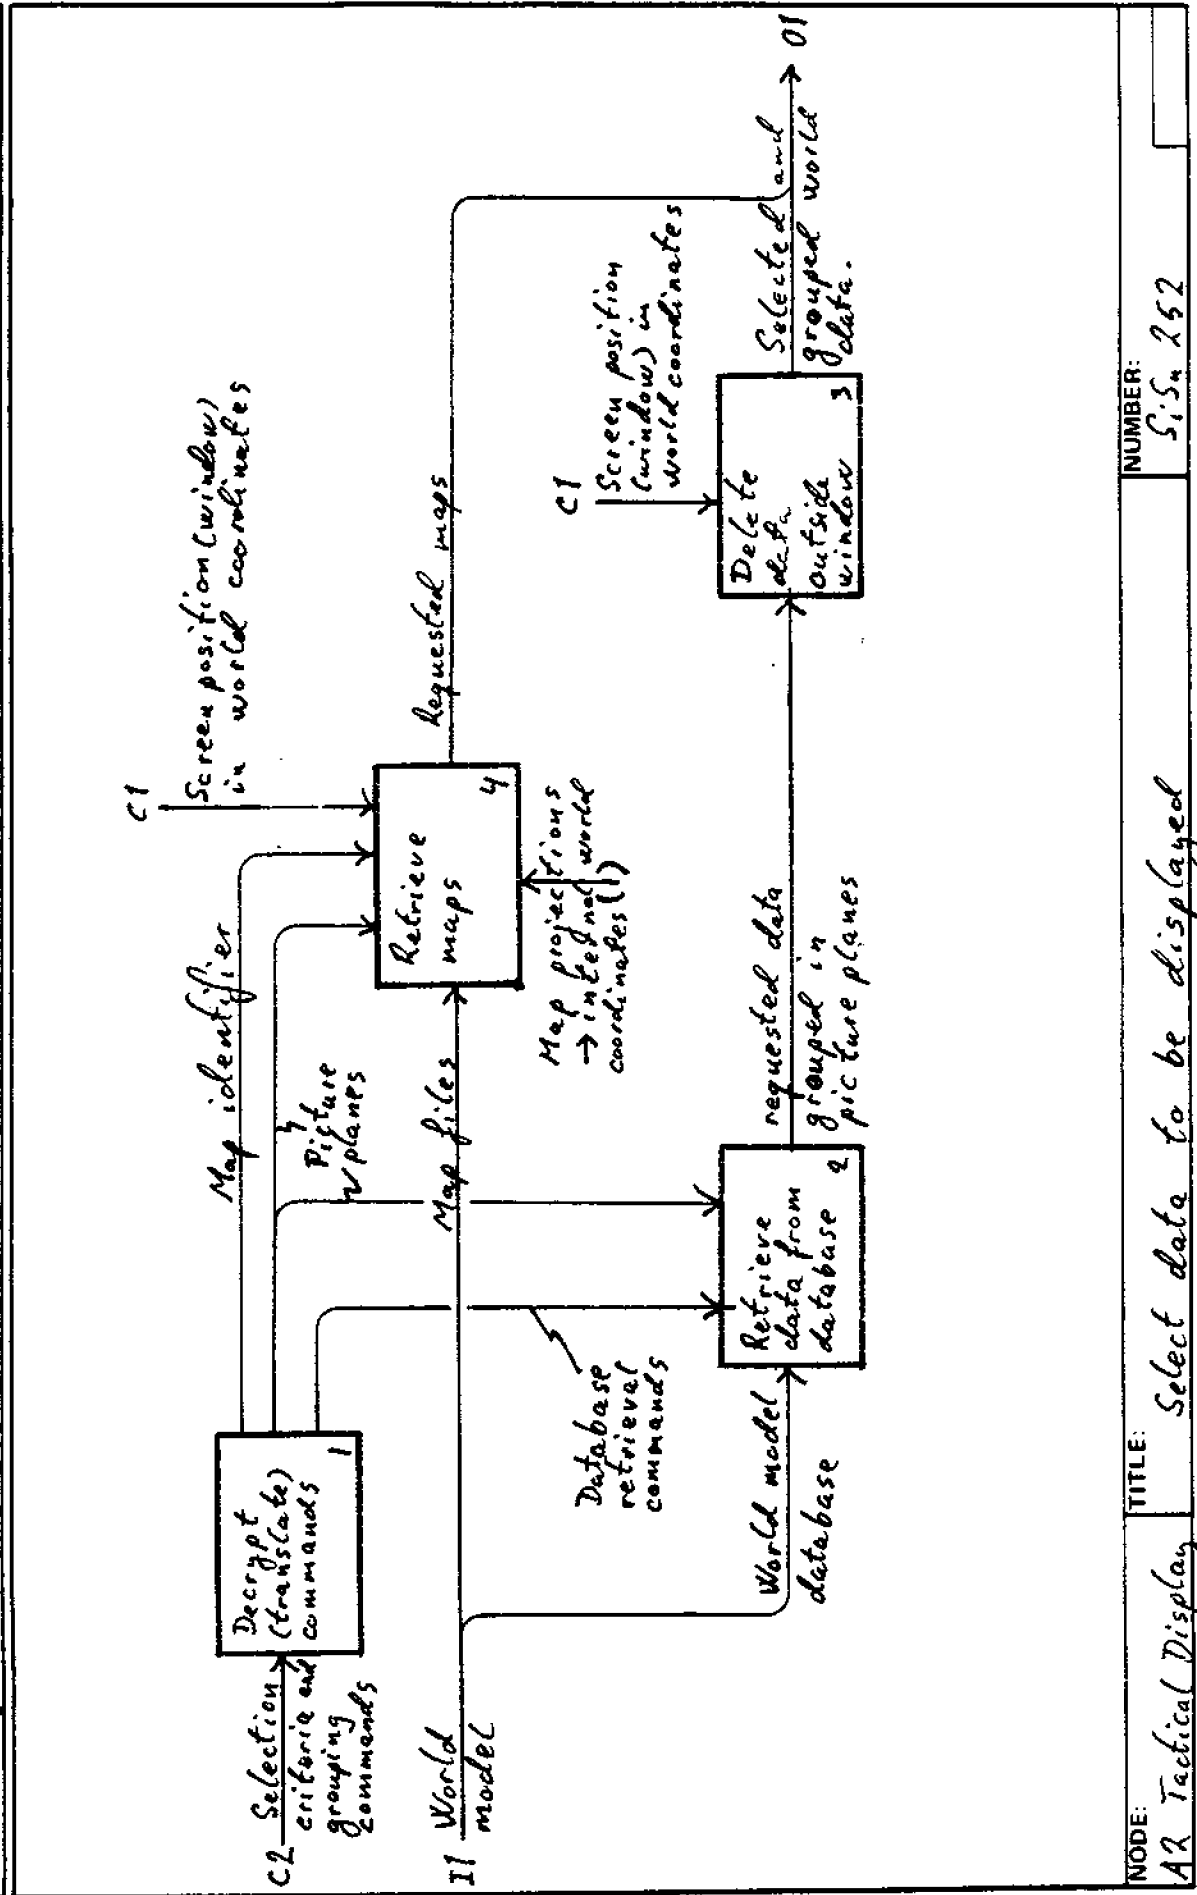 C2
Selection
criteria and
grouping
commands
I1
World
model
Decrypt
(translate)
commands
1
Map identifier
Picture
planes
Map files
Database
retrieval
commands
World model
database
Retrieve
data from
database 2
C1
Screen position (window)
in world coordinates
Retrieve
maps
4
Map projections
→ internal world
coordinates (1)
Requested maps
requested data
grouped in
picture planes
C1
Screen position
(window) in
world coordinates
Delete
data
outside
window 3
Selected and
grouped world
data.
O1
NODE:
A2 Tactical Display
TITLE:
Select data to be displayed
NUMBER:
SiSu 252